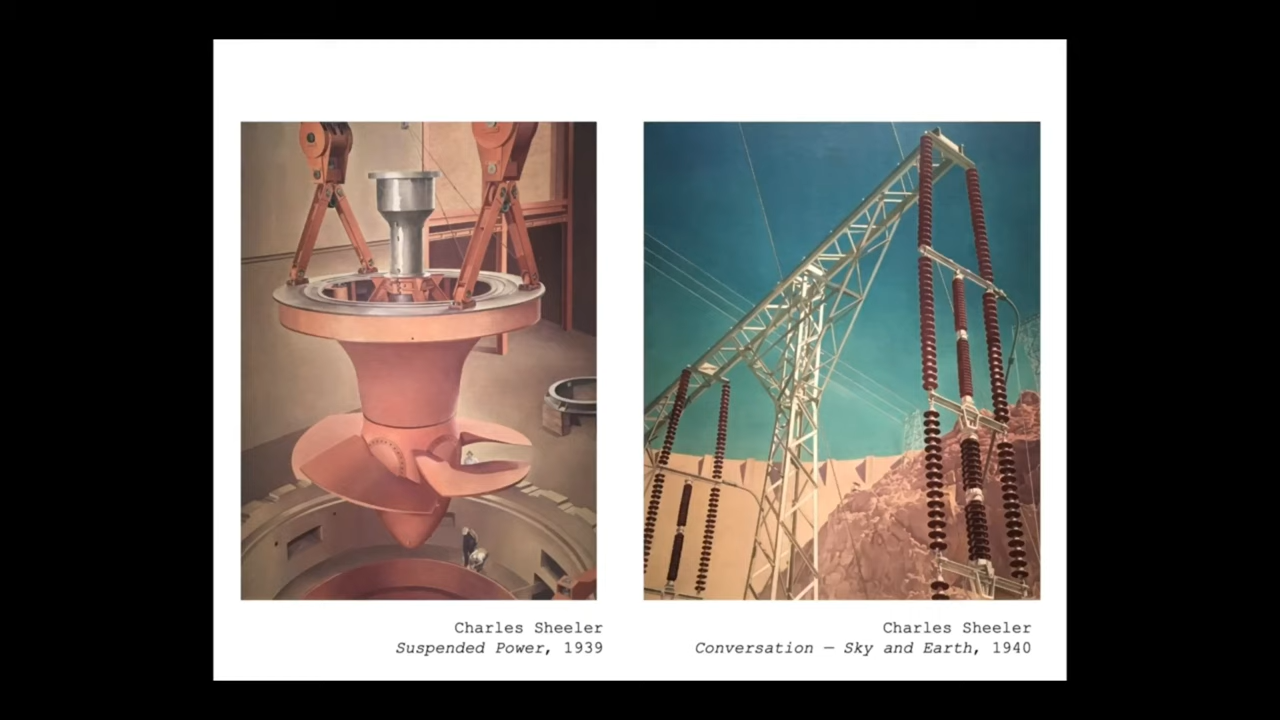 Charles Sheeler
Suspended Power, 1939
Charles Sheeler
Conversation — Sky and Earth, 1940